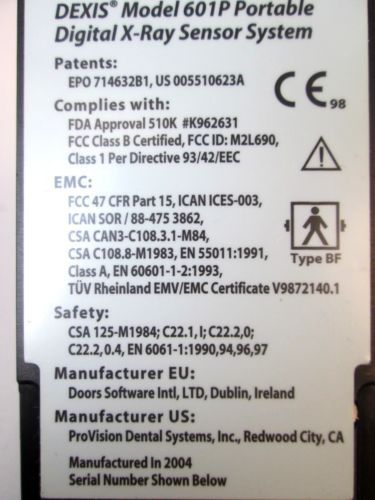 DEXIS® Model 601P Portable
Digital X-Ray Sensor System
Patents:
EPO 714632B1, US 005510623A
Complies with:
FDA Approval 510K #K962631
FCC Class B Certified, FCC ID: M2L690,
Class 1 Per Directive 93/42/EEC
CE 98
EMC:
FCC 47 CFR Part 15, ICAN ICES-003,
ICAN SOR / 88-475 3862,
CSA CAN3-C108.3.1-M84,
CSA C108.8-M1983, EN 55011:1991,
Class A, EN 60601-1-2:1993,
TÜV Rheinland EMV/EMC Certificate V9872140.1
Type BF
Safety:
CSA 125-M1984; C22.1, I; C22.2,0;
C22.2, 0.4, EN 6061-1:1990,94,96,97
Manufacturer EU:
Doors Software Intl, LTD, Dublin, Ireland
Manufacturer US:
ProVision Dental Systems, Inc., Redwood City, CA
Manufactured In 2004
Serial Number Shown Below